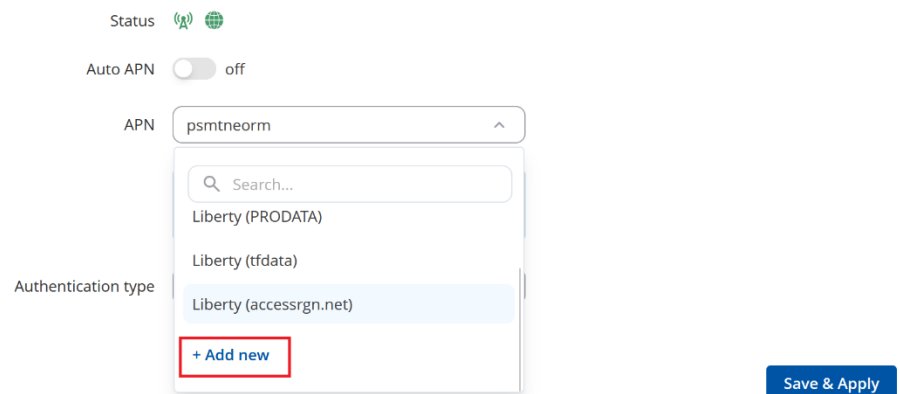 Status
Auto APN off
APN psmtneorm
Search...
Liberty (PRODATA)
Liberty (tfdata)
Authentication type
Liberty (accessrgn.net)
+ Add new
Save & Apply